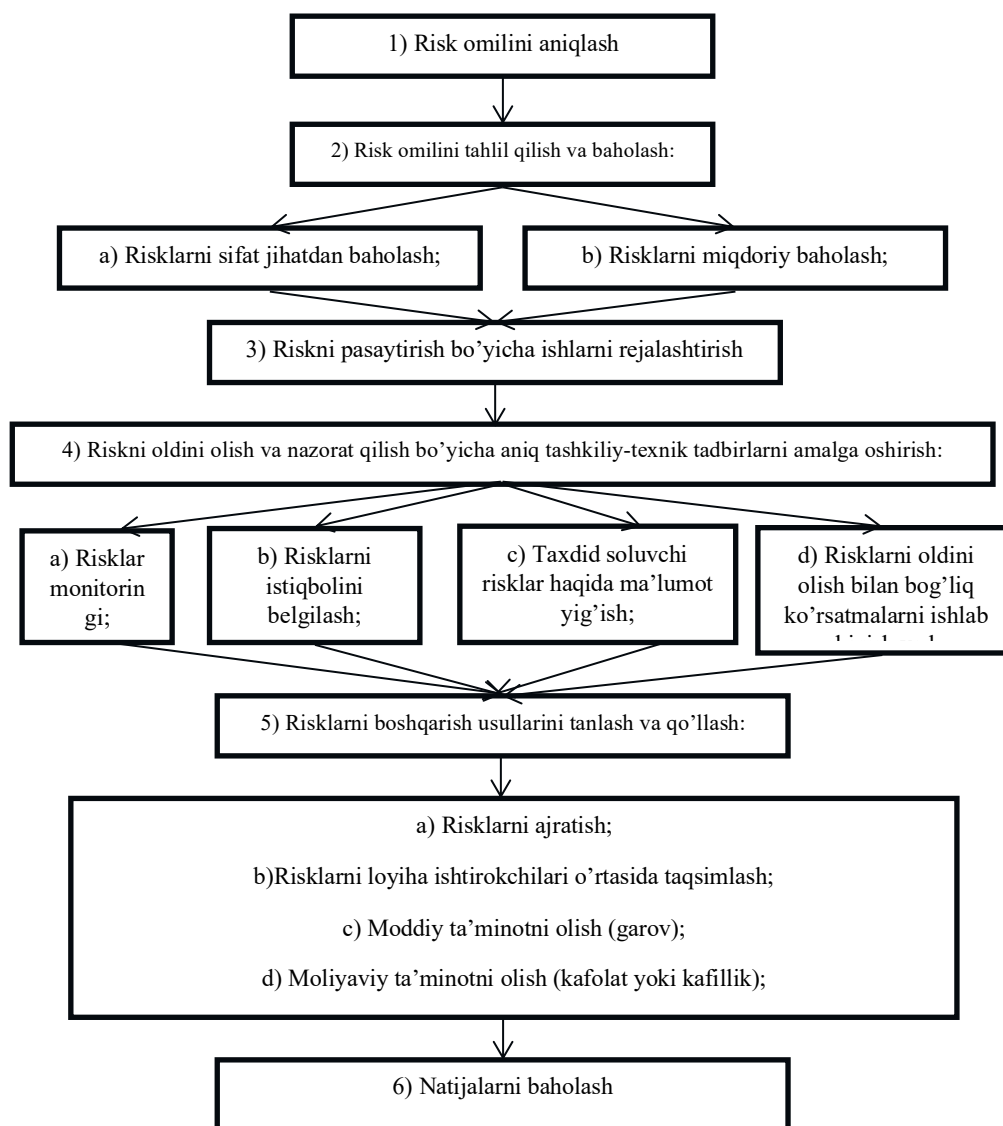 1) Risk omilini aniqlash
2) Risk omilini tahlil qilish va baholash:
a) Risklarni sifat jihatdan baholash;
b) Risklarni miqdoriy baholash;
3) Riskni pasaytirish bo’yicha ishlarni rejalashtirish
4) Riskni oldini olish va nazorat qilish bo’yicha aniq tashkiliy-texnik tadbirlarni amalga oshirish:
a) Risklar
monitorin
gi;
b) Risklarni
istiqbolini
belgilash;
c) Taxdid soluvchi
risklar haqida ma’lumot
yig’ish;
d) Risklarni oldini
olish bilan bog’liq
ko’rsatmalarni ishlab
5) Risklarni boshqarish usullarini tanlash va qo’llash:
a) Risklarni ajratish;
b)Risklarni loyiha ishtirokchilari o’rtasida taqsimlash;
c) Moddiy ta’minotni olish (garov);
d) Moliyaviy ta’minotni olish (kafolat yoki kafillik);
6) Natijalarni baholash